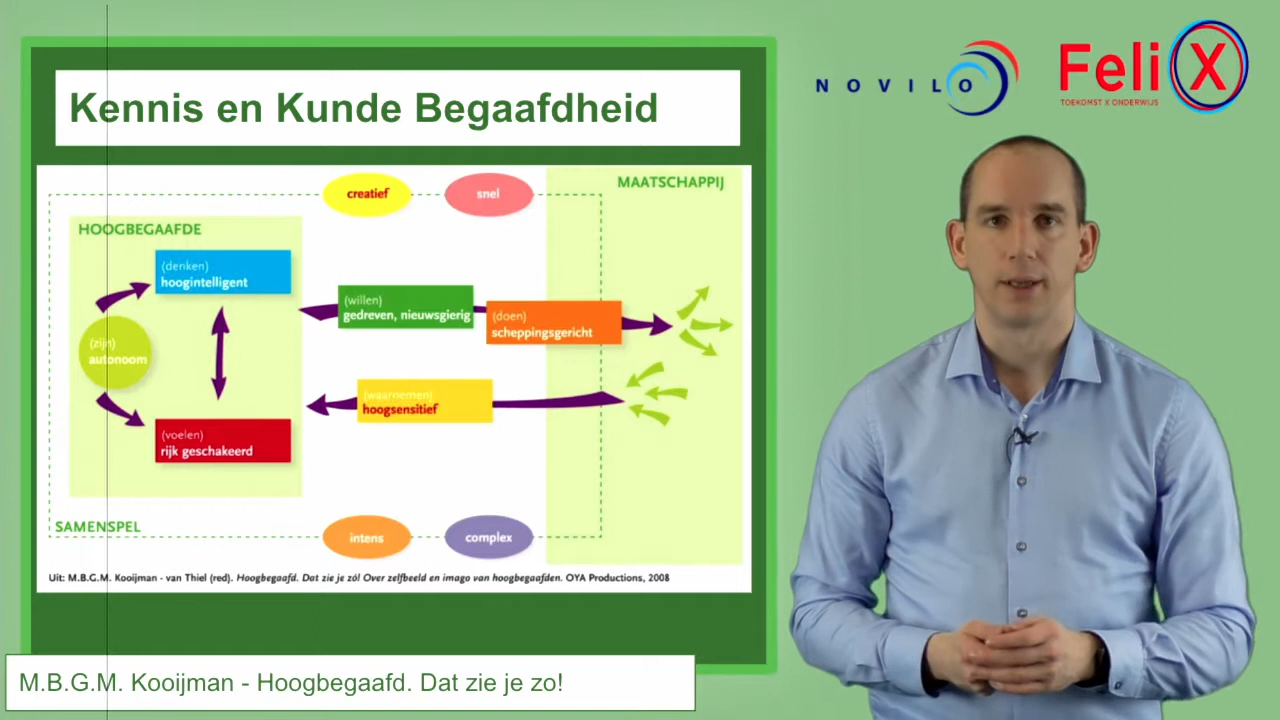 Kennis en Kunde Begaafdheid
NOVILO
FeliX
TOEKOMST X ONDERWIJS
MAATSCHAPPIJ
creatief
snel
HOOGBEGAAFDE
(denken)
hoogintelligent
(willen)
gedreven, nieuwsgierig
(doen)
scheppingsgericht
(zijn)
autonoom
(waarnemen)
hoogsensitief
(voelen)
rijk geschakeerd
SAMENSPEL
intens
complex
Uit: M.B.G.M. Kooijman - van Thiel (red). Hoogbegaafd. Dat zie je zó! Over zelfbeeld en imago van hoogbegaafden. OYA Productions, 2008
M.B.G.M. Kooijman - Hoogbegaafd. Dat zie je zo!